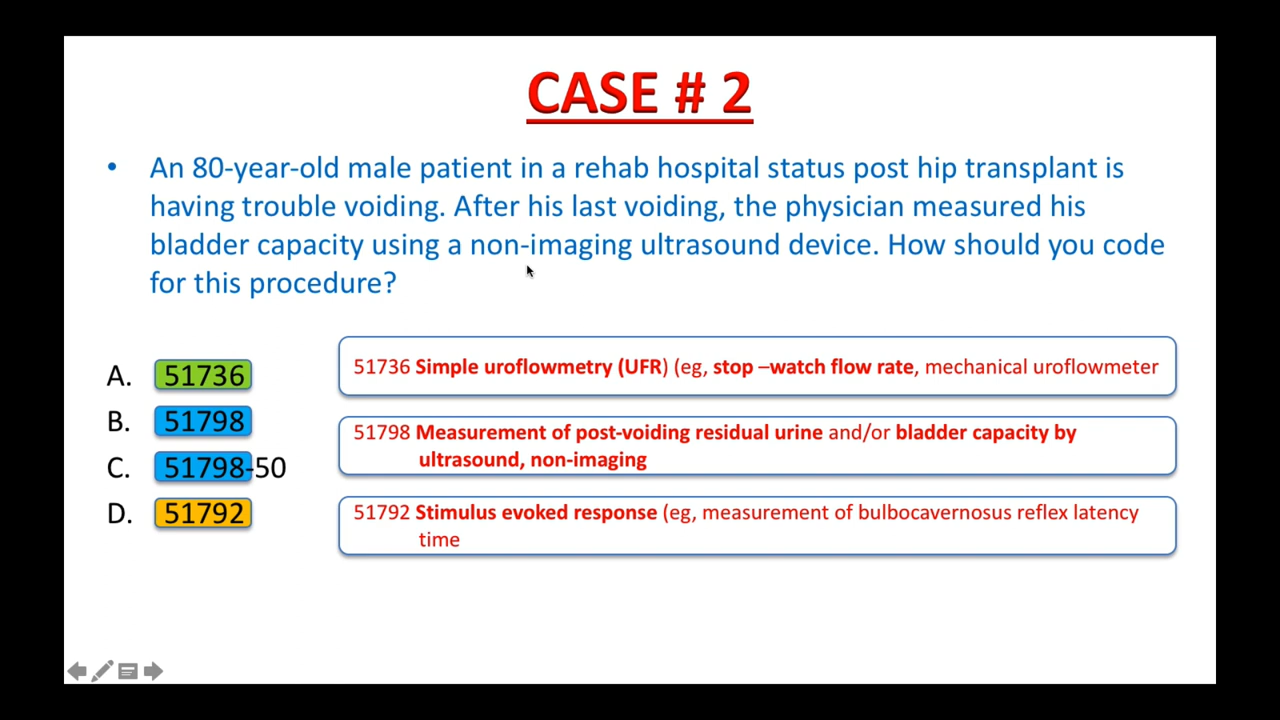 CASE # 2
• An 80-year-old male patient in a rehab hospital status post hip transplant is
having trouble voiding. After his last voiding, the physician measured his
bladder capacity using a non-imaging ultrasound device. How should you code
for this procedure?
A. 51736
B. 51798
C. 51798-50
D. 51792
51736 Simple uroflowmetry (UFR) (eg, stop –watch flow rate, mechanical uroflowmeter
51798 Measurement of post-voiding residual urine and/or bladder capacity by
ultrasound, non-imaging
51792 Stimulus evoked response (eg, measurement of bulbocavernosus reflex latency
time